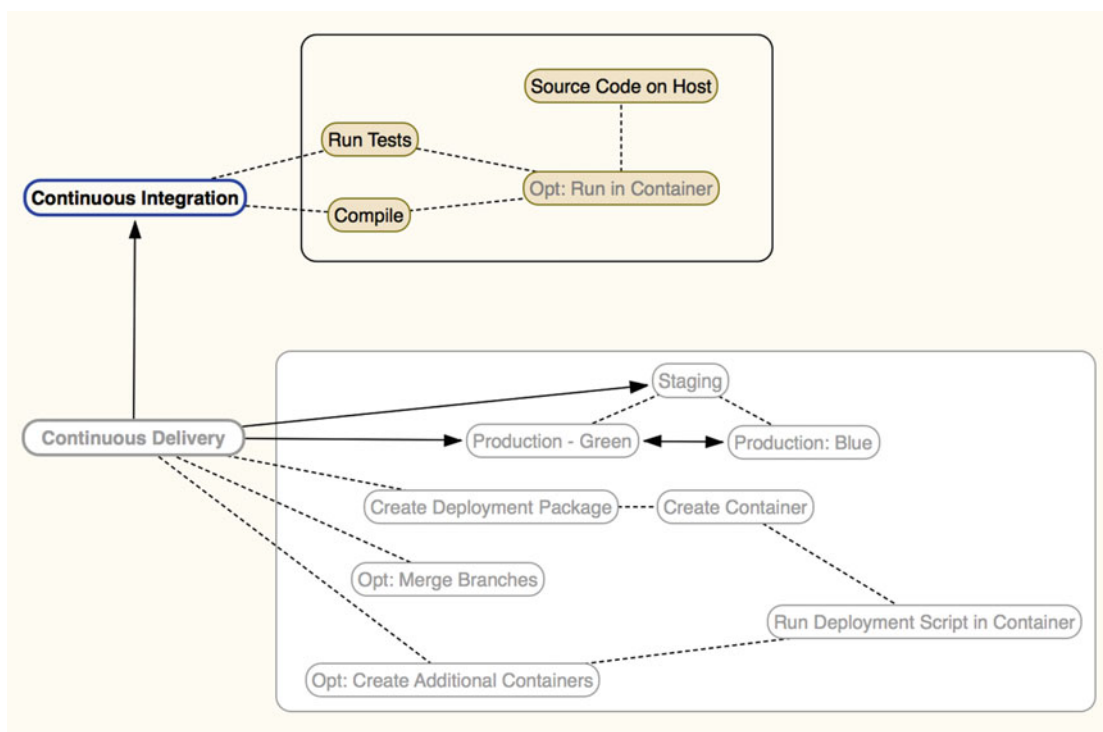 Source Code on Host
Run Tests
Opt: Run in Container
Continuous Integration
Compile
Staging
Continuous Delivery
Production - Green
Production: Blue
Create Deployment Package
Create Container
Opt: Merge Branches
Run Deployment Script in Container
Opt: Create Additional Containers